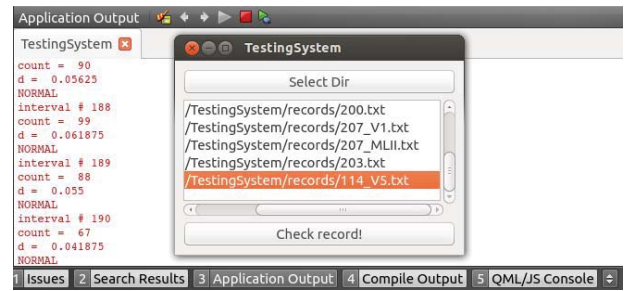 Application Output
TestingSystem
count = 90
d = 0.05625
NORMAL
interval # 188
count = 99
d = 0.061875
NORMAL
interval # 189
count = 88
d = 0.055
NORMAL
interval # 190
count = 67
d = 0.041875
NORMAL
TestingSystem
Select Dir
/TestingSystem/records/200.txt
/TestingSystem/records/207_V1.txt
/TestingSystem/records/207_MLII.txt
/TestingSystem/records/203.txt
/TestingSystem/records/114_V5.txt
Check record!
1 Issues 2 Search Results 3 Application Output 4 Compile Output 5 QML/JS Console